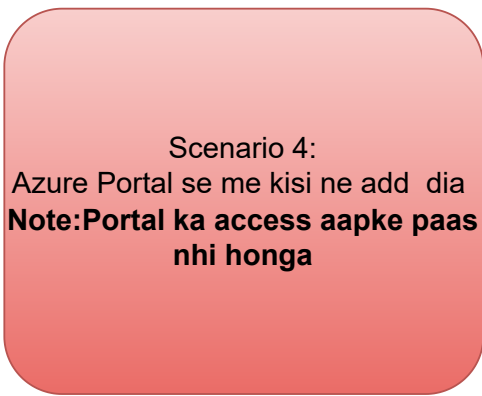 Scenario 4:
Azure Portal se me kisi ne add dia
Note:Portal ka access aapke paas
nhi honga